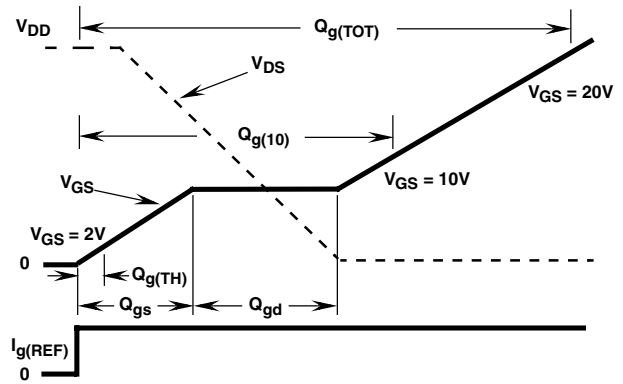 V_DD
Q_g(TOT)
V_DS
V_GS = 20V
Q_g(10)
V_GS
V_GS = 10V
V_GS = 2V
0
Q_g(TH)
Q_gs
Q_gd
I_g(REF)
0